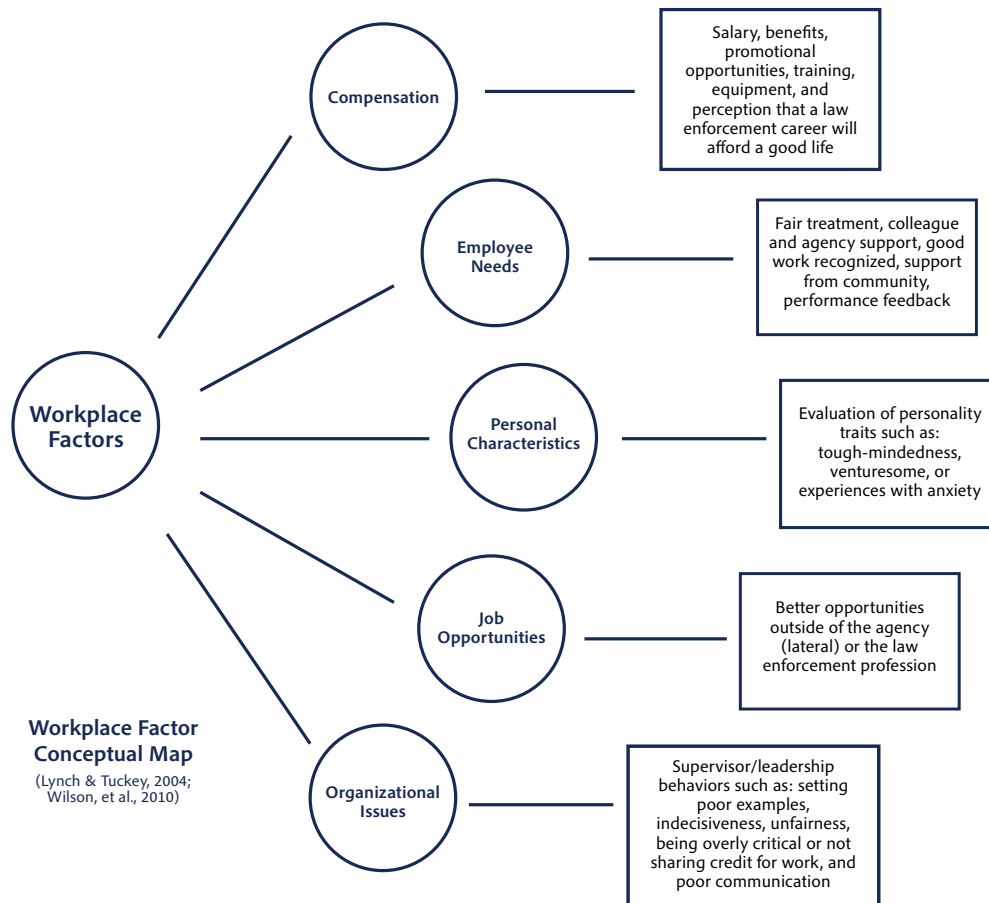 Compensation
Salary, benefits,
promotional
opportunities, training,
equipment, and
perception that a law
enforcement career will
afford a good life
Employee
Needs
Fair treatment, colleague
and agency support, good
work recognized, support
from community,
performance feedback
Workplace
Factors
Personal
Characteristics
Evaluation of personality
traits such as:
tough-mindedness,
venturesome, or
experiences with anxiety
Job
Opportunities
Better opportunities
outside of the agency
(lateral) or the law
enforcement profession
Workplace Factor
Conceptual Map
(Lynch & Tuckey, 2004;
Wilson, et al., 2010)
Organizational
Issues
Supervisor/leadership
behaviors such as: setting
poor examples,
indecisiveness, unfairness,
being overly critical or not
sharing credit for work, and
poor communication